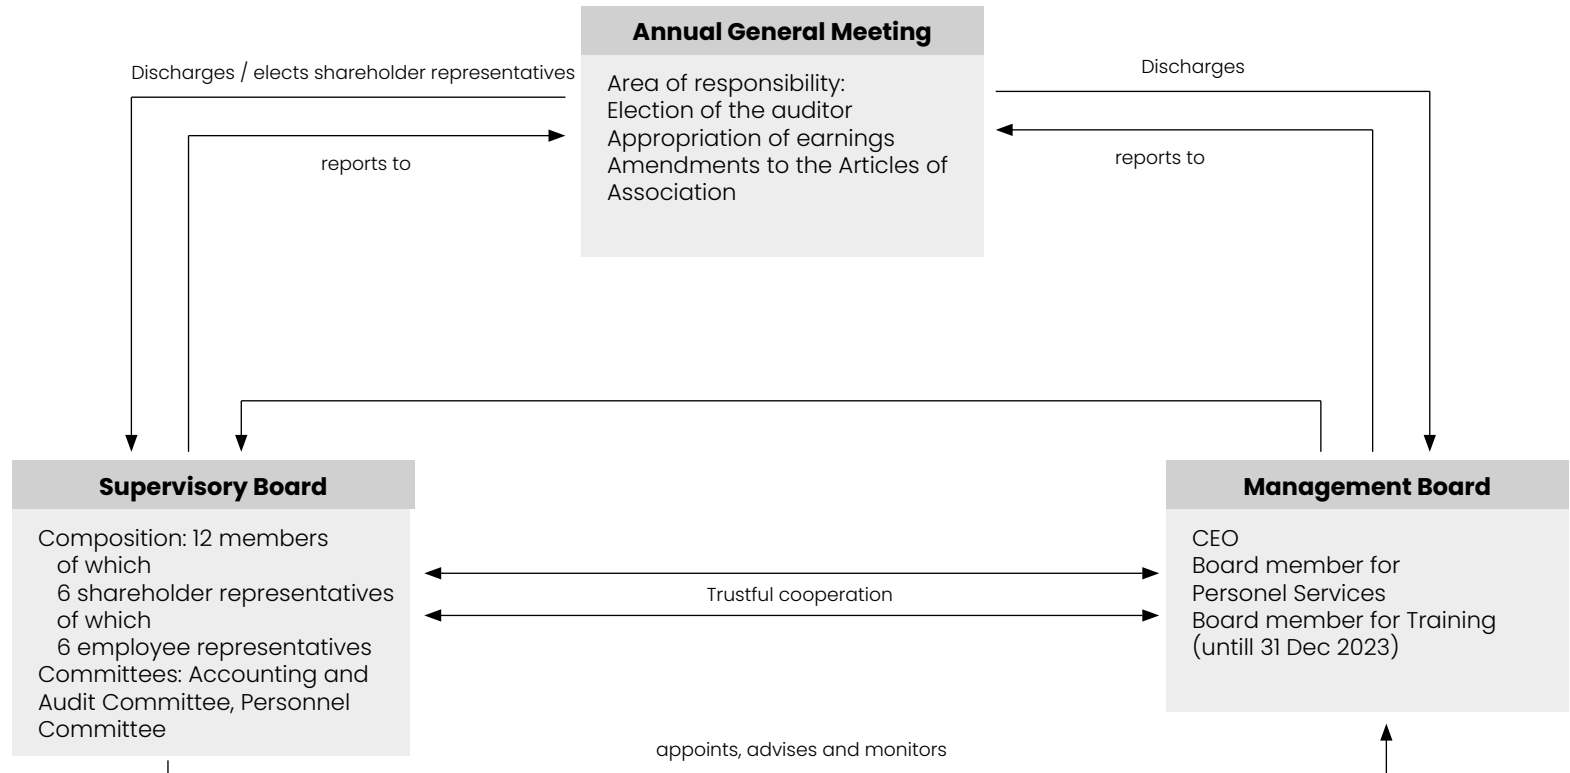 Annual General Meeting
Discharges / elects shareholder representatives
Discharges
Area of responsibility:
Election of the auditor
Appropriation of earnings
Amendments to the Articles of
Association
reports to
reports to
Supervisory Board
Composition: 12 members
of which
6 shareholder representatives
of which
6 employee representatives
Committees: Accounting and
Audit Committee, Personnel
Committee
Trustful cooperation
Management Board
CEO
Board member for
Personel Services
Board member for Training
(untill 31 Dec 2023)
appoints, advises and monitors